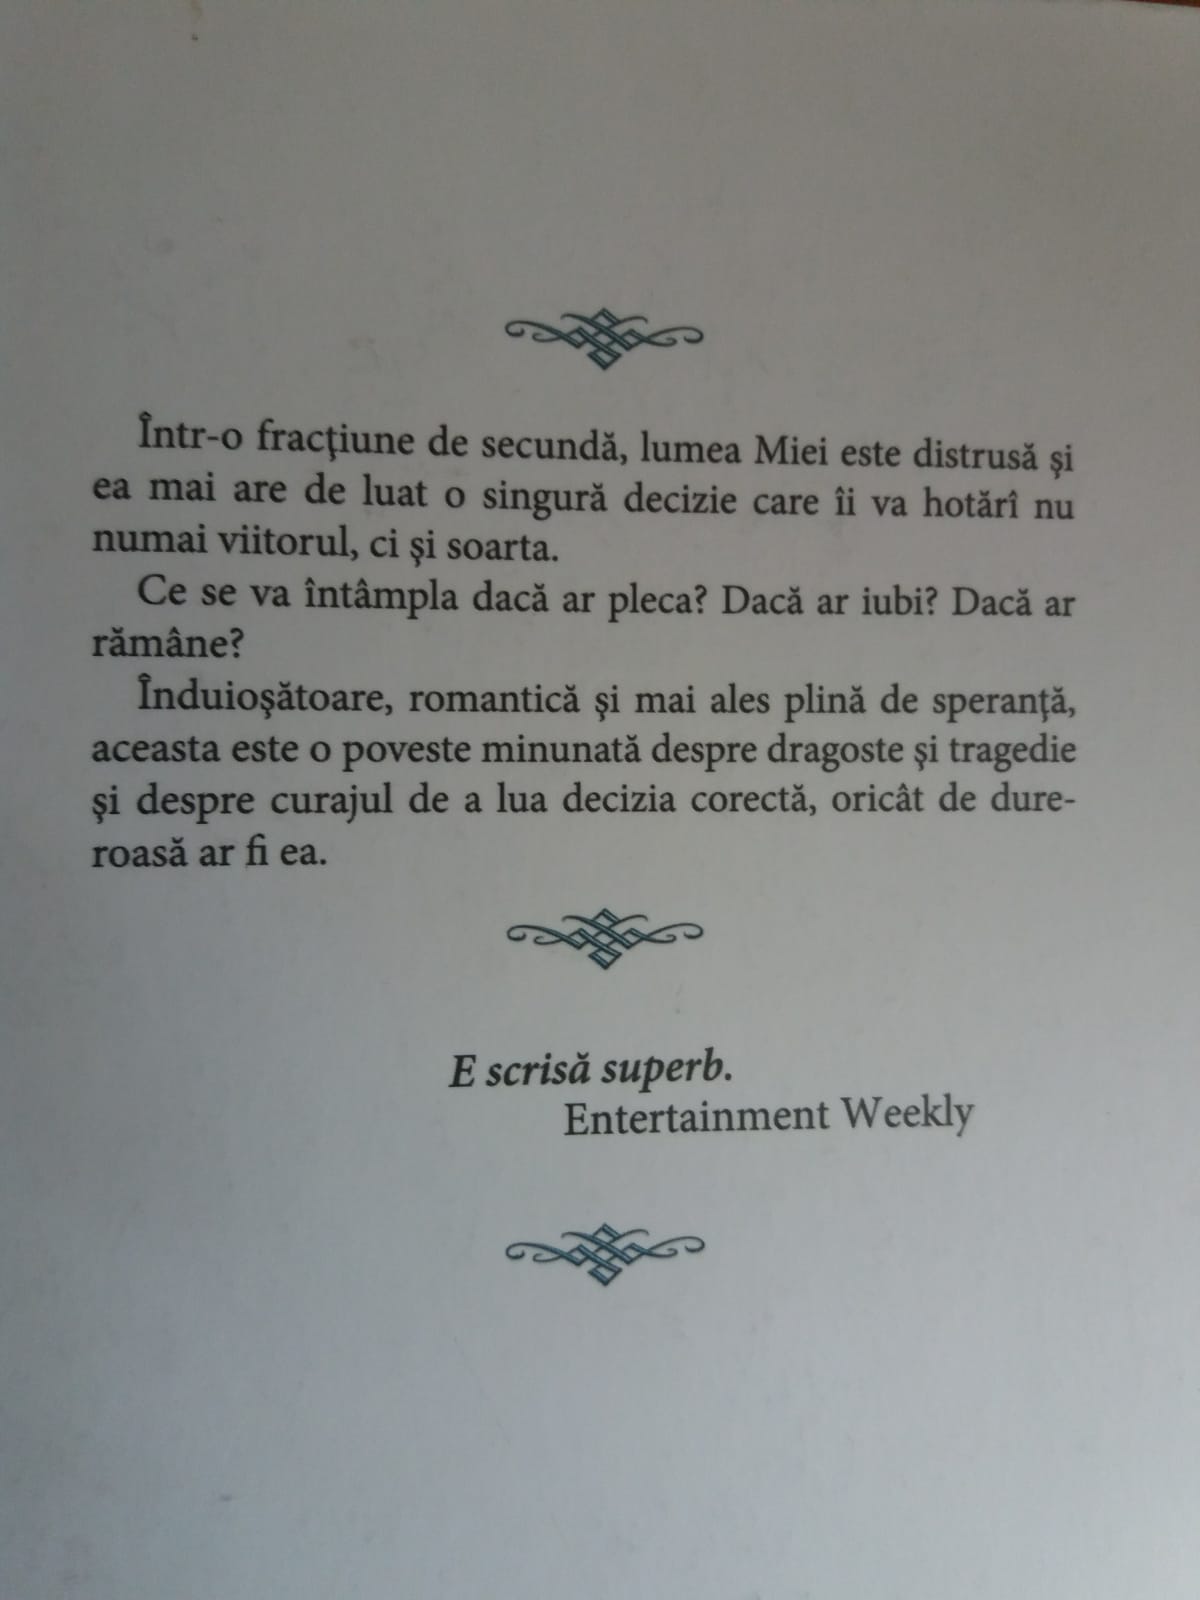 Într-o fracţiune de secundă, lumea Miei este distrusă şi
ea mai are de luat o singură decizie care îi va hotărî nu
numai viitorul, ci şi soarta.
Ce se va întâmpla dacă ar pleca? Dacă ar iubi? Dacă ar
rămâne?
Înduioşătoare, romantică şi mai ales plină de speranţă,
aceasta este o poveste minunată despre dragoste şi tragedie
şi despre curajul de a lua decizia corectă, oricât de dure-
roasă ar fi ea.
E scrisă superb.
Entertainment Weekly